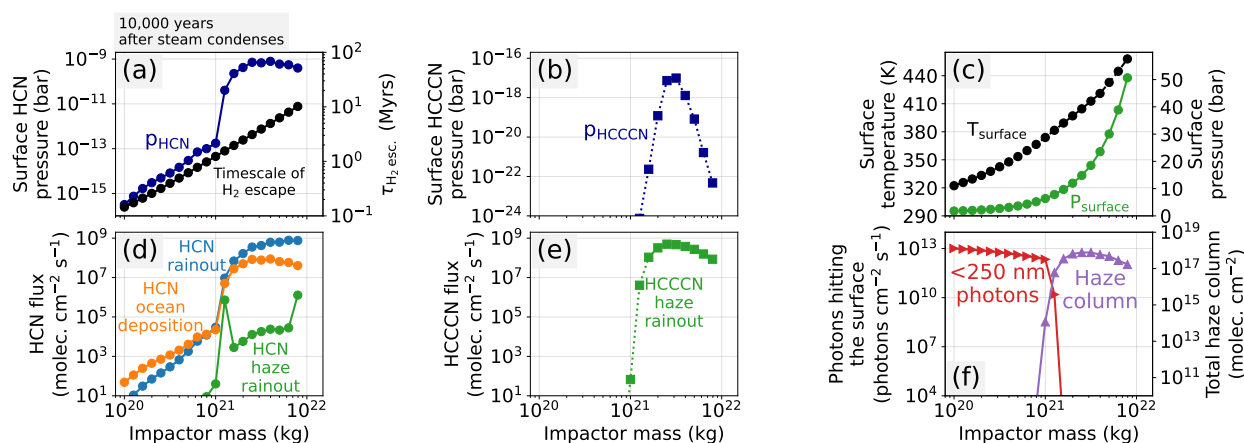 10,000 years
after steam condenses
(a)
Surface HCN
pressure (bar)
10⁻⁹
10⁻¹¹
10⁻¹³
10⁻¹⁵
p_HCN
Timescale of
H₂ escape
10²
10¹
10⁰
10⁻¹
τ_H₂ esc. (Myrs)
(b)
Surface HCCCN
pressure (bar)
10⁻¹⁶
10⁻¹⁸
10⁻²⁰
10⁻²²
10⁻²⁴
p_HCCCN
(c)
Surface
temperature (K)
440
410
380
350
320
290
T_surface
P_surface
50
40
30
20
10
0
Surface
pressure (bar)
(d)
HCN flux
(molec. cm⁻² s⁻¹)
10⁹
10⁷
10⁵
10³
10¹
HCN
rainout
HCN
ocean
deposition
HCN
haze
rainout
10²⁰
10²¹
10²²
Impactor mass (kg)
(e)
HCCCN flux
(molec. cm⁻² s⁻¹)
10⁹
10⁷
10⁵
10³
10¹
HCCCN
haze
rainout
10²⁰
10²¹
10²²
Impactor mass (kg)
(f)
Photons hitting
the surface
(photons cm⁻² s⁻¹)
10¹³
10¹⁰
10⁷
10⁴
<250 nm
photons
Haze
column
10¹⁹
10¹⁷
10¹⁵
10¹³
10¹¹
Total haze column
(molec. cm⁻²)
10²⁰
10²¹
10²²
Impactor mass (kg)